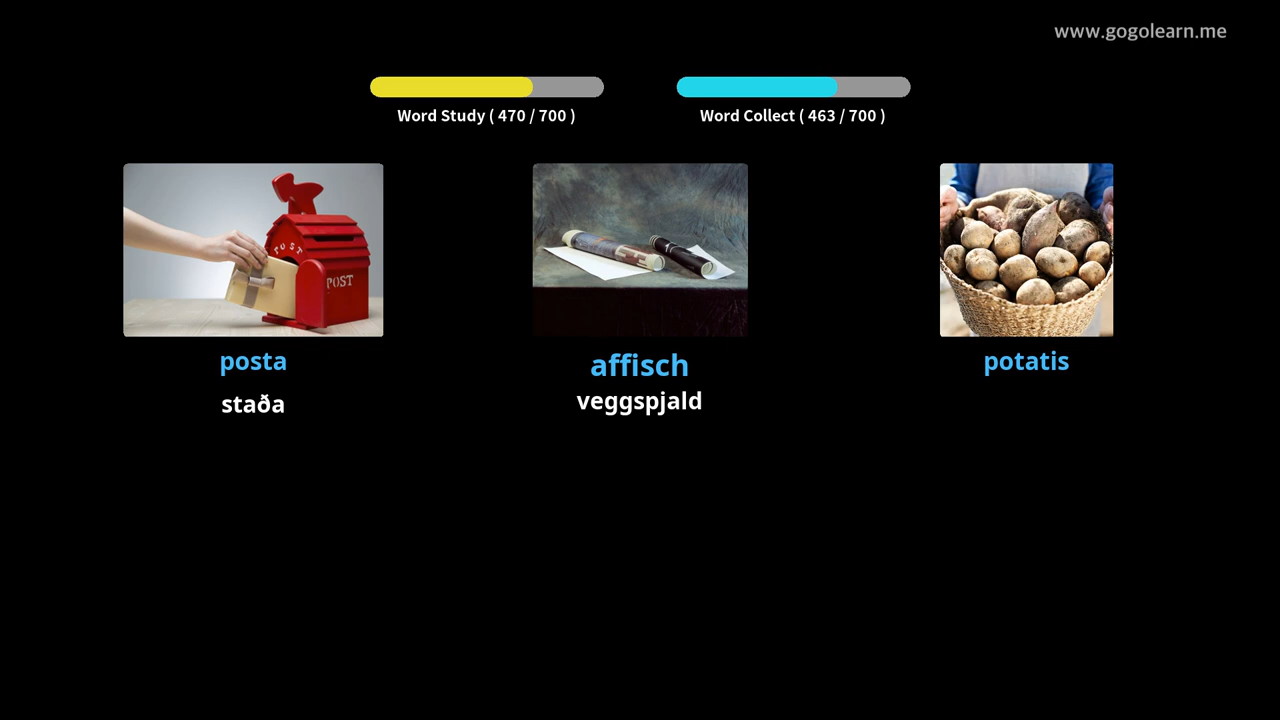 www.gogolearn.me
Word Study ( 470 / 700 )
Word Collect ( 463 / 700 )
POST
POST
posta
affisch
potatis
staða
veggspjald